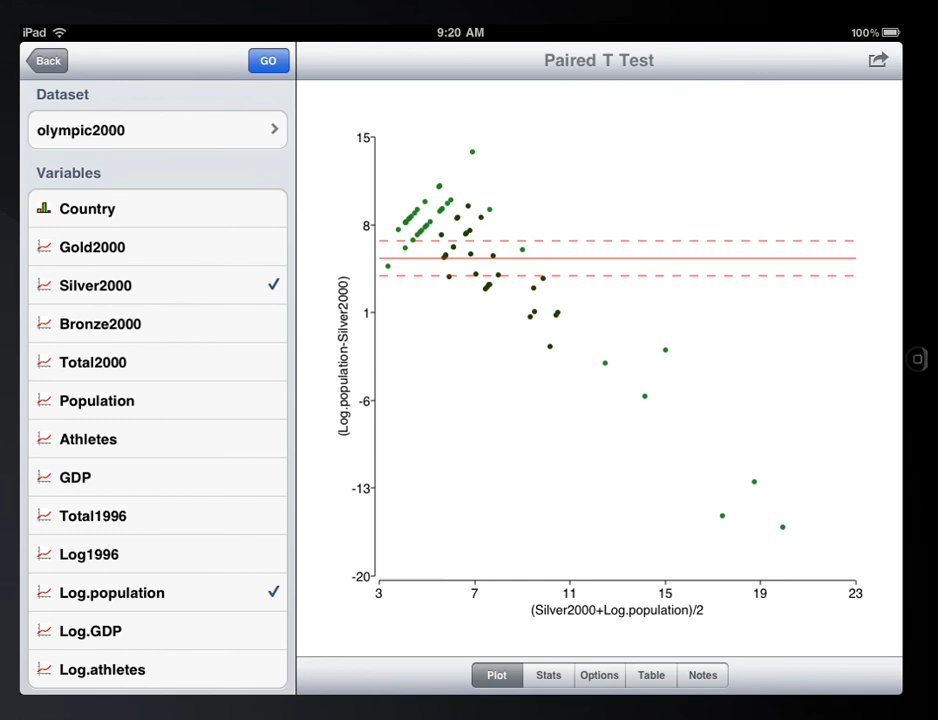 iPad 9:20 AM 100%
Back GO Paired T Test
Dataset
olympic2000
Variables
Country
Gold2000
Silver2000
Bronze2000
Total2000
Population
Athletes
GDP
Total1996
Log1996
Log.population
Log.GDP
Log.athletes
15
8
1
-6
-13
-20
(Log.population-Silver2000)
3 7 11 15 19 23
(Silver2000+Log.population)/2
Plot Stats Options Table Notes